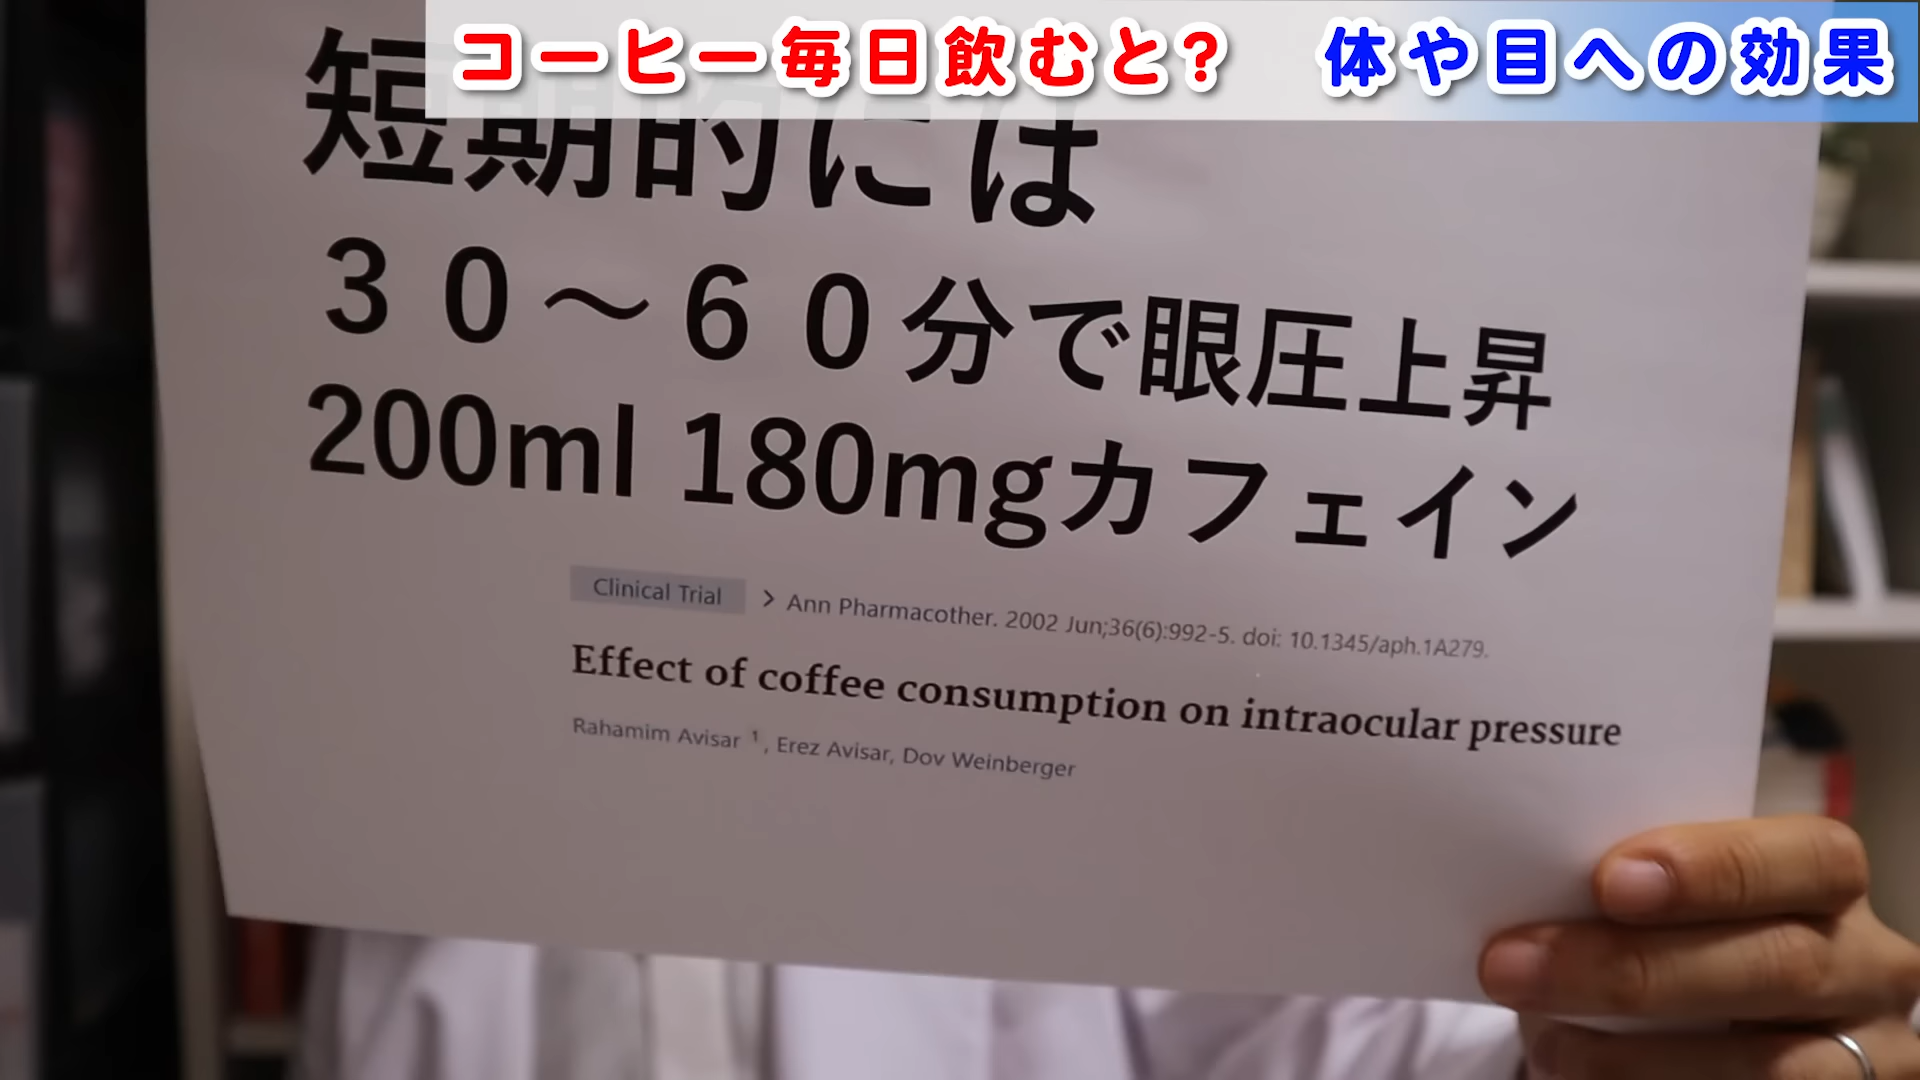 コーヒー毎日飲むと?　体や目への効果
短期的には
３０～６０分で眼圧上昇
200ml 180mgカフェイン
Clinical Trial > Ann Pharmacother. 2002 Jun;36(6):992-5. doi: 10.1345/aph.1A279.
Effect of coffee consumption on intraocular pressure
Rahamim Avisar 1, Erez Avisar, Dov Weinberger